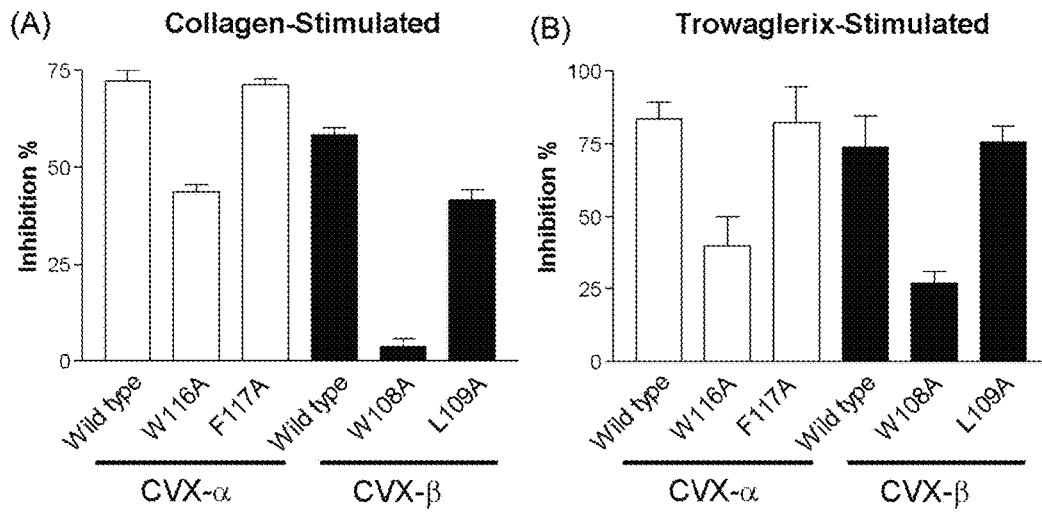 (A) Collagen-Stimulated
75
50
25
0
Inhibition %
Wild type
W116A
F117A
Wild type
W108A
L109A
CVX-α
CVX-β
(B) Trowaglerix-Stimulated
100
75
50
25
0
Inhibition %
Wild type
W116A
F117A
Wild type
W108A
L109A
CVX-α
CVX-β